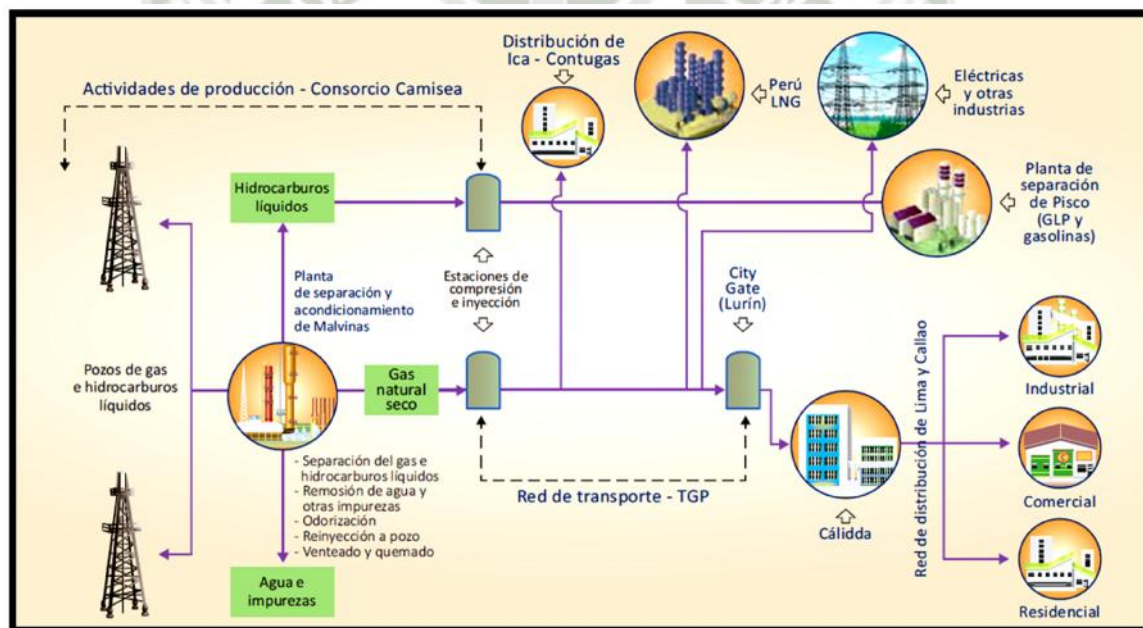 Actividades de producción - Consorcio Camisea
Distribución de
Ica - Contugas
Perú
LNG
Eléctricas
y otras
industrias
Hidrocarburos
líquidos
Planta de
separación
de Pisco
(GLP y
gasolinas)
Planta
de separación y
acondicionamiento
de Malvinas
Estaciones de
compresión
e inyección
City
Gate
(Lurín)
Pozos de gas
e hidrocarburos
líquidos
Gas
natural
seco
- Separación del gas e
hidrocarburos líquidos
- Remosión de agua y
otras impurezas
- Odorización
- Reinyección a pozo
- Venteado y quemado
Agua e
impurezas
Red de transporte - TGP
Cálidda
Red de distribución de Lima y Callao
Industrial
Comercial
Residencial